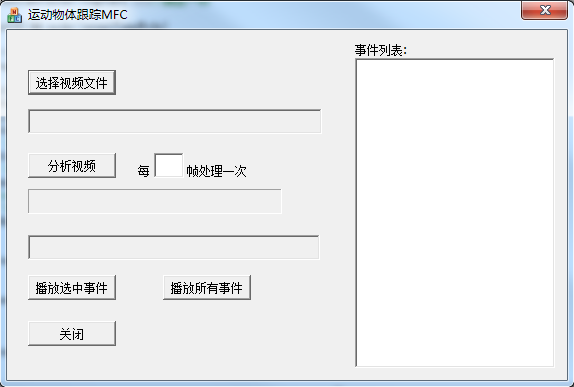 运动物体跟踪MFC
事件列表:
选择视频文件
分析视频 每 帧处理一次
播放选中事件 播放所有事件
关闭